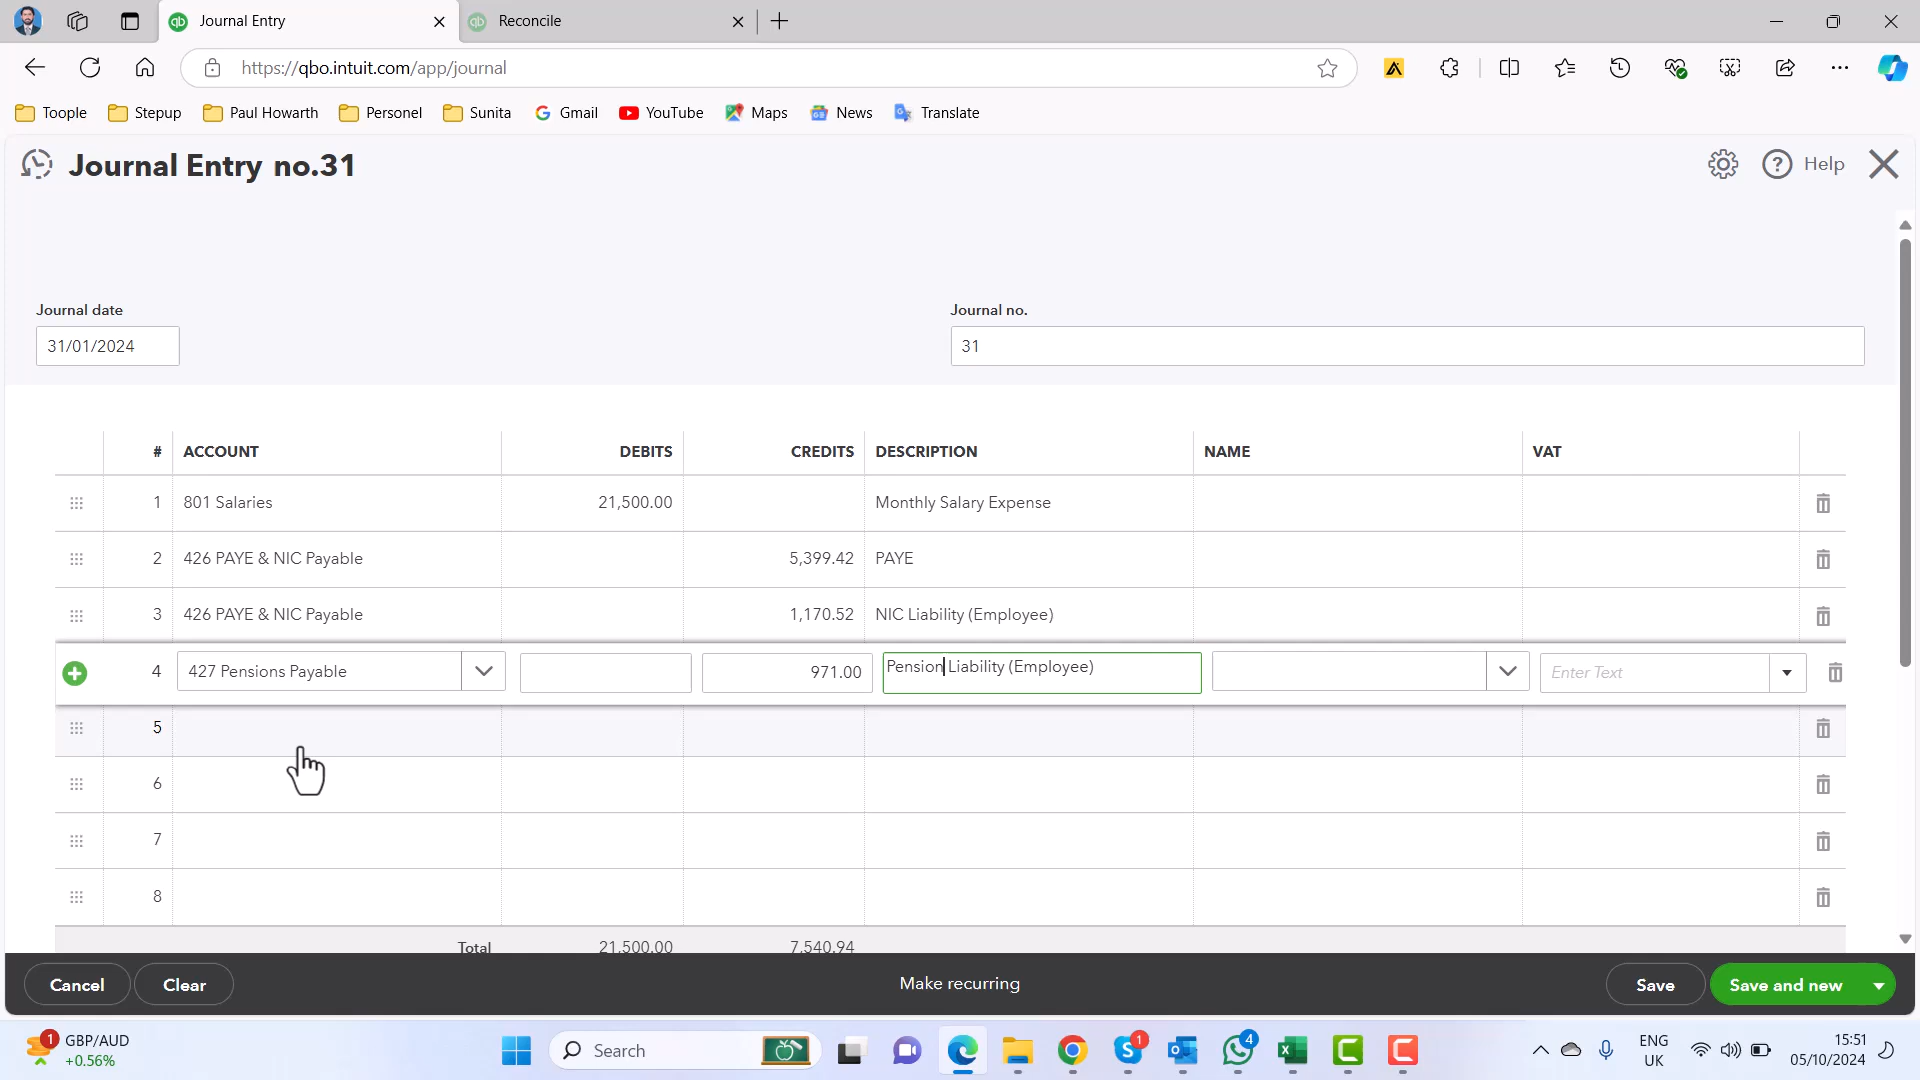 Journal Entry
Reconcile
https://qbo.intuit.com/app/journal
Toople
Stepup
Paul Howarth
Personel
Sunita
Gmail
YouTube
Maps
News
Translate
Journal Entry no.31
Help
Journal date
Journal no.
31/01/2024
31
# ACCOUNT DEBITS CREDITS DESCRIPTION NAME VAT
1 801 Salaries 21,500.00 Monthly Salary Expense
2 426 PAYE & NIC Payable 5,399.42 PAYE
3 426 PAYE & NIC Payable 1,170.52 NIC Liability (Employee)
4 427 Pensions Payable 971.00 Pension Liability (Employee) Enter Text
5
6
7
8
Total 21,500.00 7,540.94
Cancel
Clear
Make recurring
Save
Save and new
1
GBP/AUD
+0.56%
Search
1
4
ENG
UK
15:51
05/10/2024